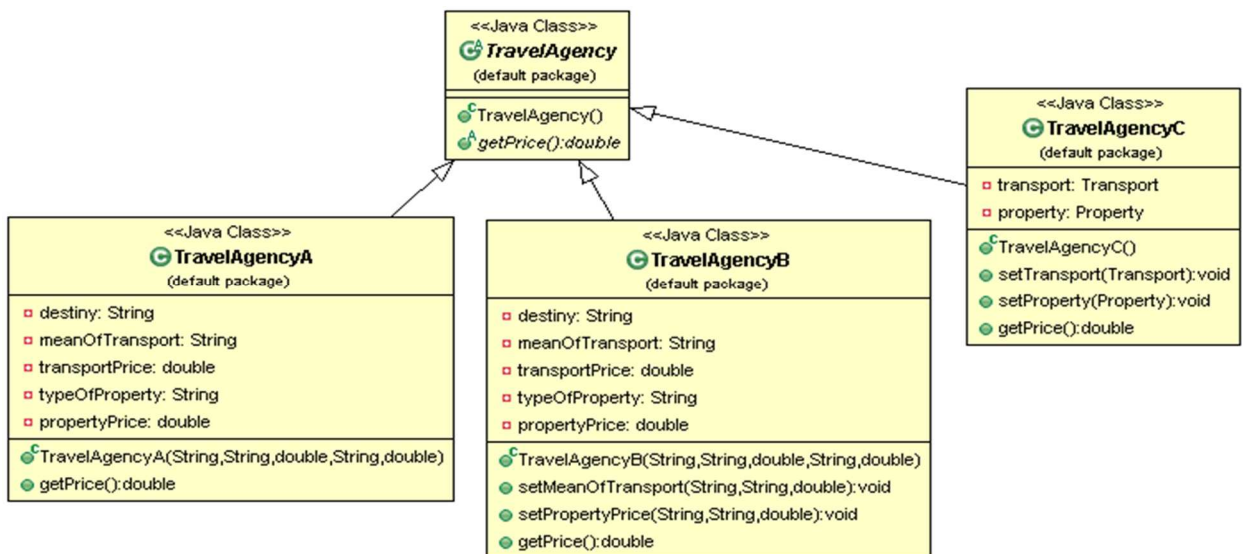 <<Java Class>>
TravelAgency
(default package)
TravelAgency()
getPrice():double
<<Java Class>>
TravelAgencyC
(default package)
transport: Transport
property: Property
TravelAgencyC()
setTransport(Transport):void
setProperty(Property):void
getPrice():double
<<Java Class>>
TravelAgencyA
(default package)
destiny: String
meanOfTransport: String
transportPrice: double
typeOfProperty: String
propertyPrice: double
TravelAgencyA(String,String,double,String,double)
getPrice():double
<<Java Class>>
TravelAgencyB
(default package)
destiny: String
meanOfTransport: String
transportPrice: double
typeOfProperty: String
propertyPrice: double
TravelAgencyB(String,String,double,String,double)
setMeanOfTransport(String,String,double):void
setPropertyPrice(String,String,double):void
getPrice():double